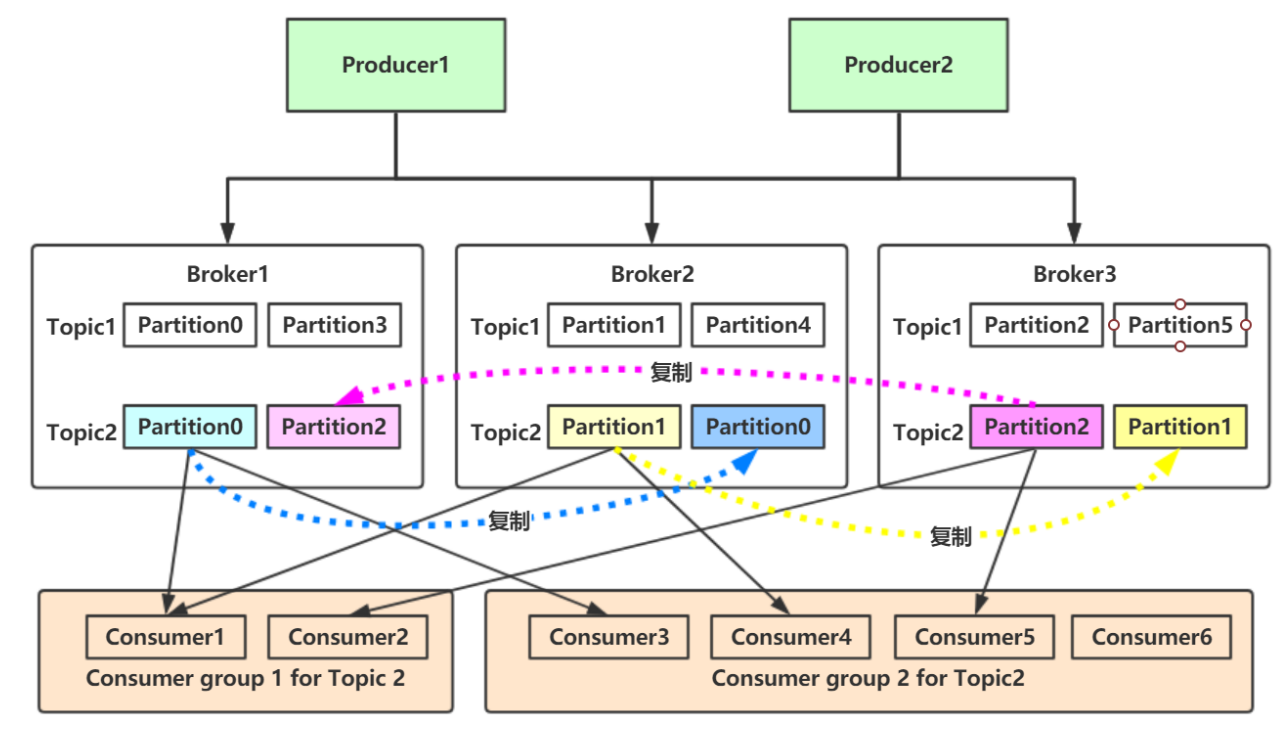 Producer1
Producer2
Broker1
Broker2
Broker3
Topic1 Partition0 Partition3
Topic1 Partition1 Partition4
Topic1 Partition2 Partition5
复制
Topic2 Partition0 Partition2
Topic2 Partition1 Partition0
Topic2 Partition2 Partition1
复制
复制
Consumer1 Consumer2
Consumer group 1 for Topic 2
Consumer3 Consumer4 Consumer5 Consumer6
Consumer group 2 for Topic2